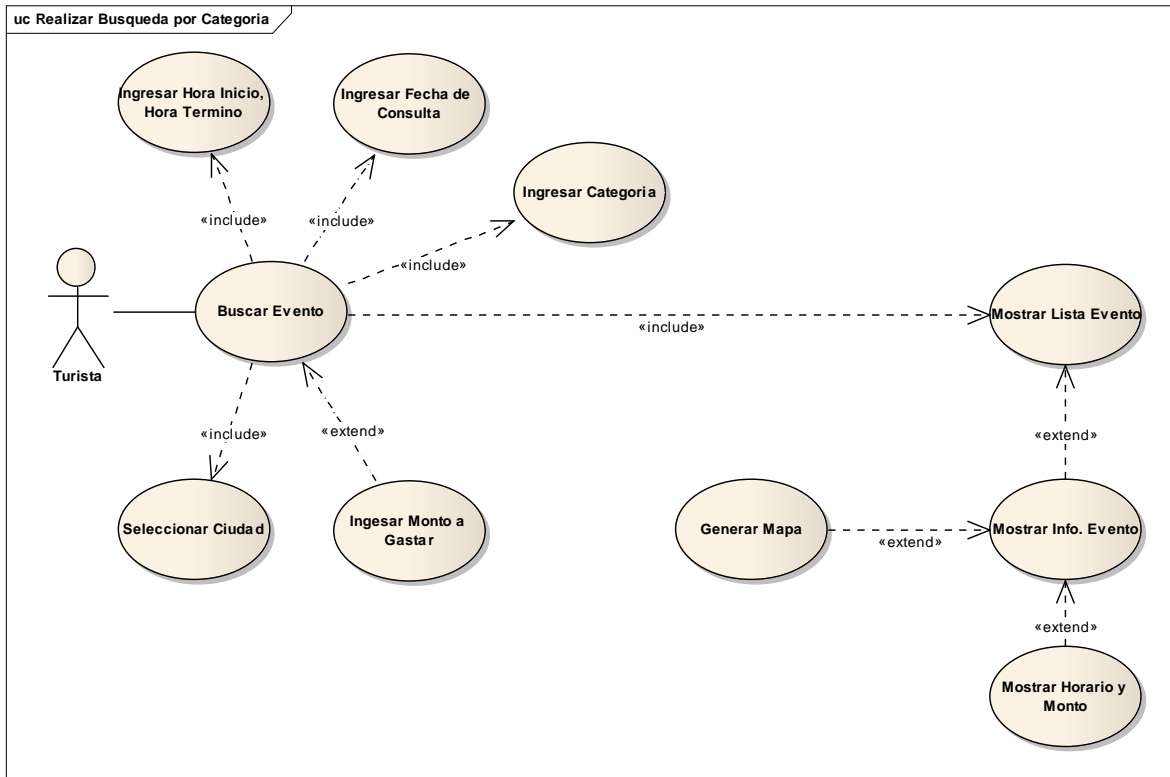 uc Realizar Busqueda por Categoria
Ingresar Hora Inicio,
Hora Termino
Ingresar Fecha de
Consulta
Ingresar Categoria
«include»
«include»
«include»
Buscar Evento
Mostrar Lista Evento
«include»
Turista
«include»
«extend»
«extend»
Seleccionar Ciudad
Ingesar Monto a
Gastar
Generar Mapa
Mostrar Info. Evento
«extend»
«extend»
Mostrar Horario y
Monto